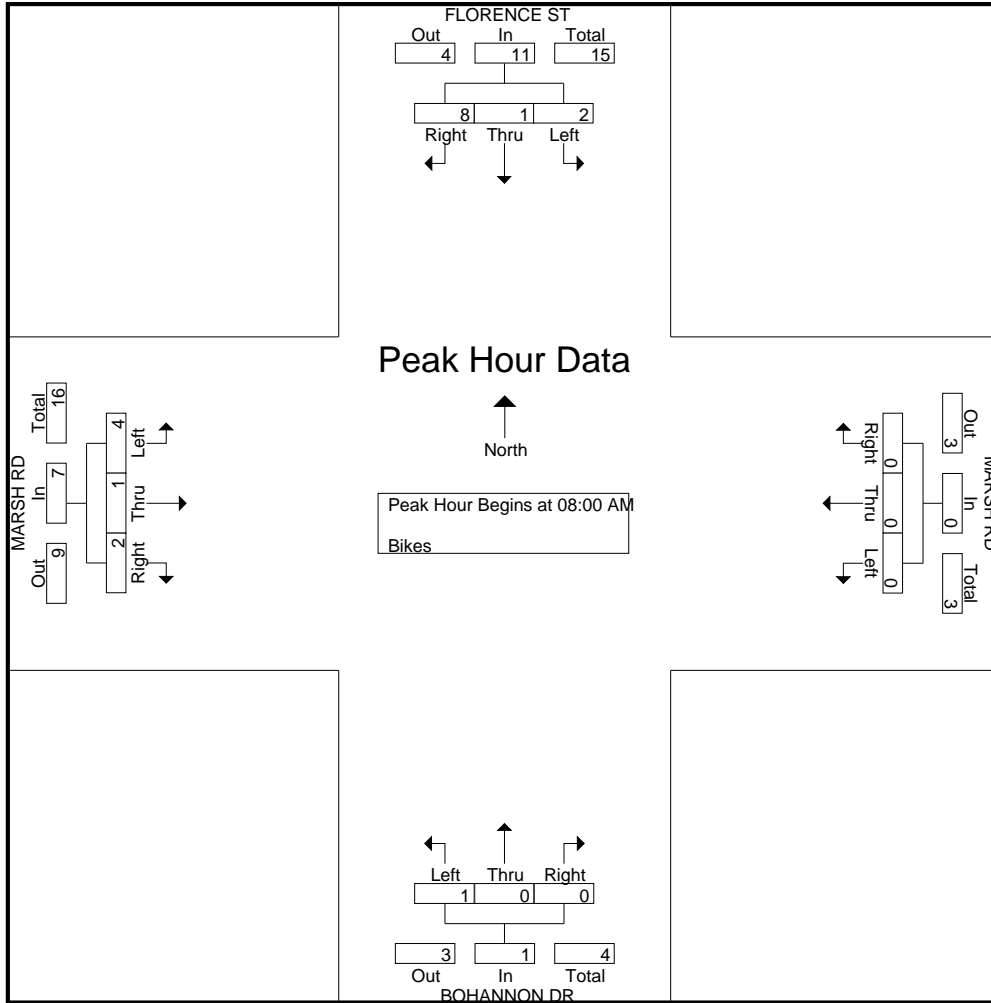 FLORENCE ST
Out In Total
4 11 15
8 1 2
Right Thru Left
Peak Hour Data
North
Peak Hour Begins at 08:00 AM
Bikes
MARSH RD
Total In Out
16 7 9
4 1 2
Left Thru Right
MARSH RD
Out In Total
3 0 3
0 0 0
Right Thru Left
Left Thru Right
1 0 0
3 1 4
Out In Total
BOHANNON DR